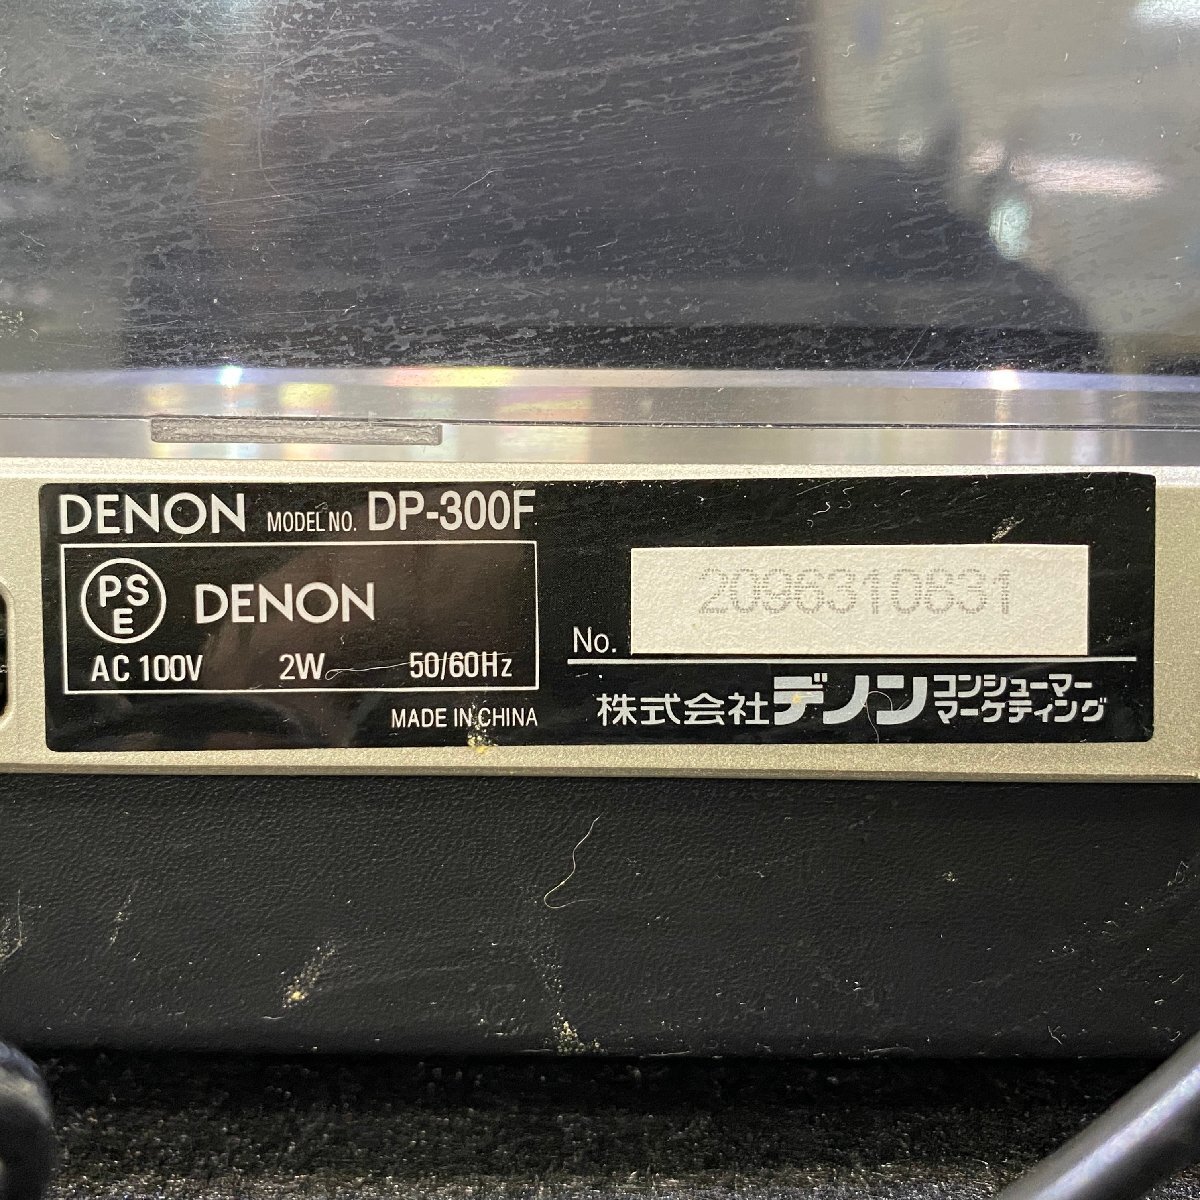 DENON MODEL NO. DP-300F
PSE DENON
AC 100V 2W 50/60Hz
MADE IN CHINA
No. 2096310631
株式会社デノン コンシューマー
マーケティング